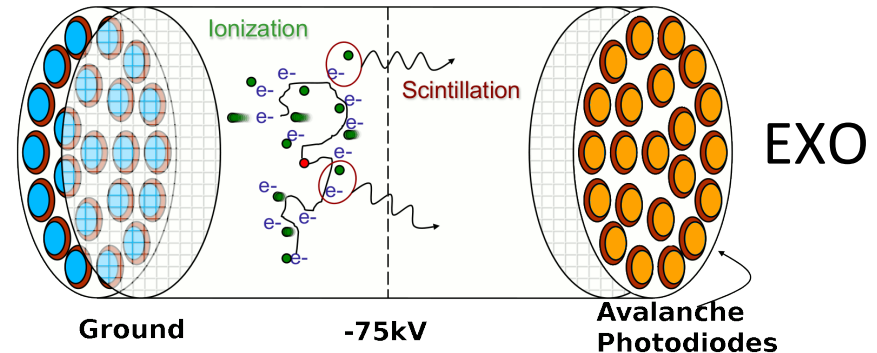 Ionization
e- e-
e-
Scintillation
e-
e-
e-
e-
e-
e-
e-
e-
EXO
Ground
-75kV
Avalanche
Photodiodes